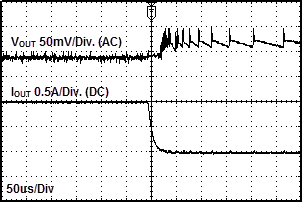 VOUT 50mV/Div. (AC)
IOUT 0.5A/Div. (DC)
50us/Div